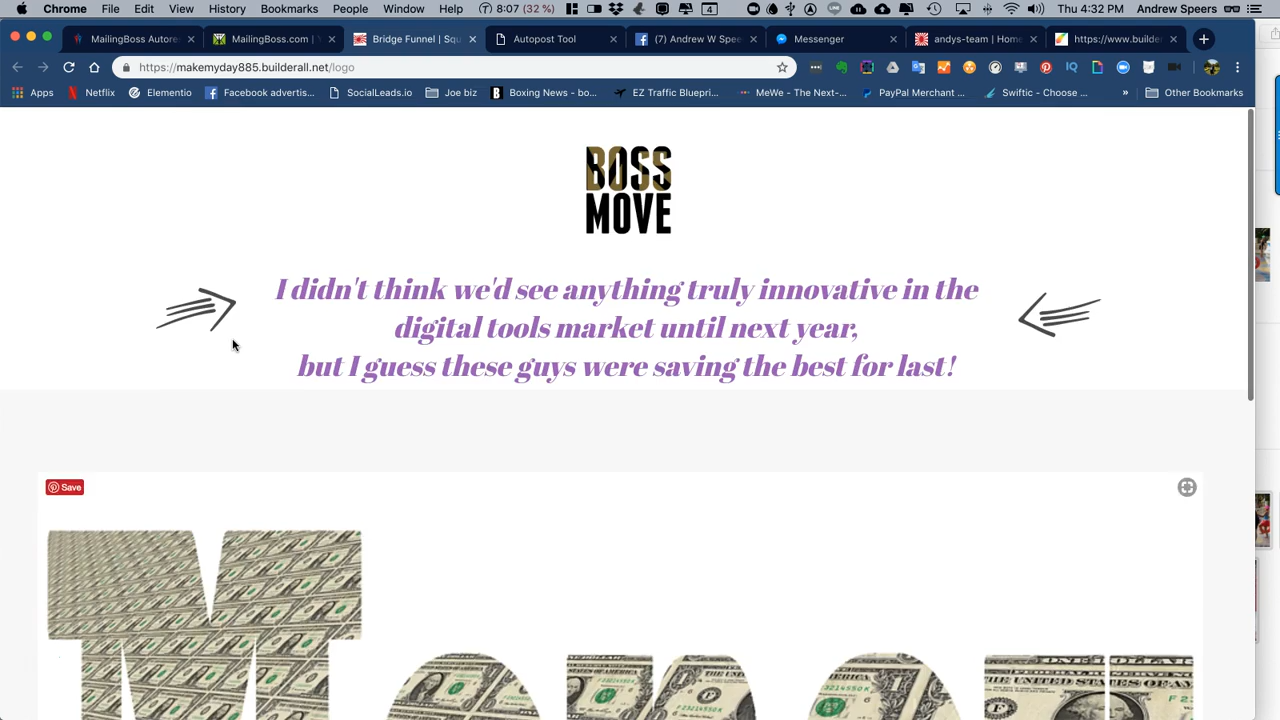 Chrome File Edit View History Bookmarks People Window Help 8:07 (32 %) 4 Thu 4:32 PM Andrew Speers
MailingBoss Autore MailingBoss.com | Bridge Funnel | Squ Autopost Tool (7) Andrew W Spee Messenger andys-team | Hom https://www.builde
https://makemyday885.builderall.net/logo
Apps Netflix Elementio Facebook advertis... SocialLeads.io Joe biz Boxing News - bo... EZ Traffic Bluepri... MeWe - The Next-... PayPal Merchant ... Swiftic - Choose ... » Other Bookmarks
BOSS
MOVE
I didn't think we'd see anything truly innovative in the
digital tools market until next year,
but I guess these guys were saving the best for last!
Save